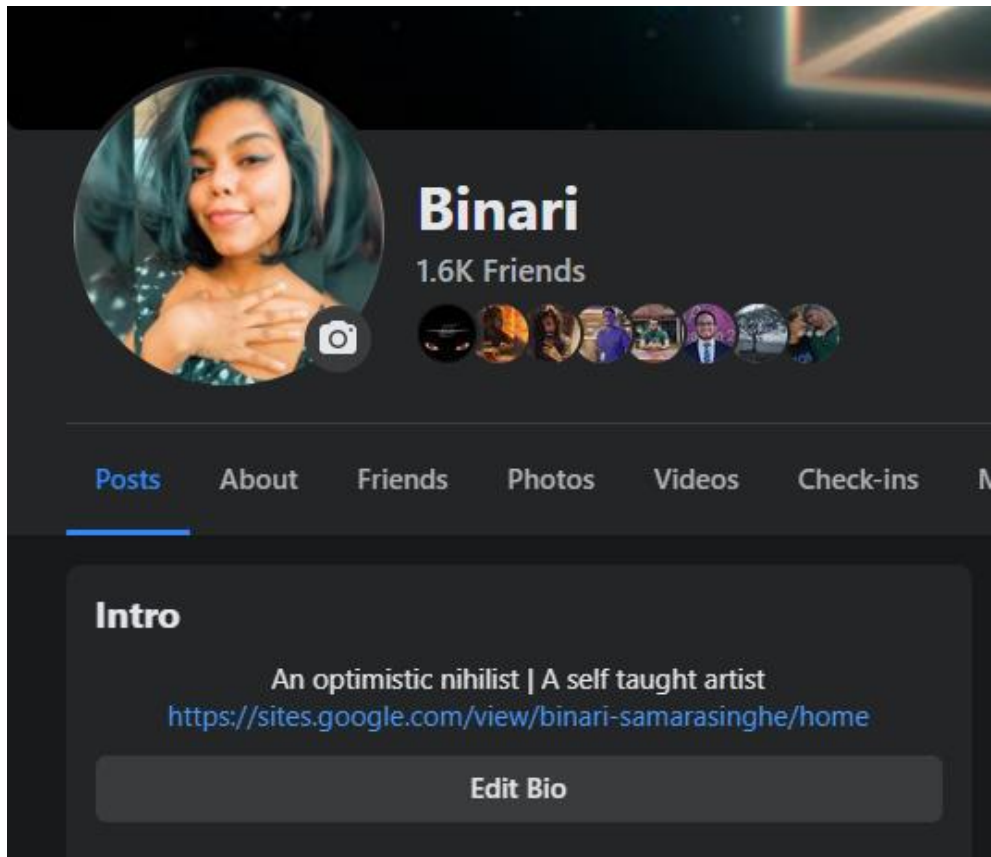 Binari
1.6K Friends
Posts About Friends Photos Videos Check-ins
Intro
An optimistic nihilist | A self taught artist
https://sites.google.com/view/binari-samarasinghe/home
Edit Bio